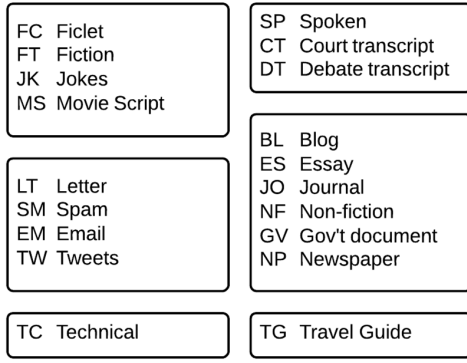 FC Ficlet
FT Fiction
JK Jokes
MS Movie Script
LT Letter
SM Spam
EM Email
TW Tweets
TC Technical
SP Spoken
CT Court transcript
DT Debate transcript
BL Blog
ES Essay
JO Journal
NF Non-fiction
GV Gov't document
NP Newspaper
TG Travel Guide